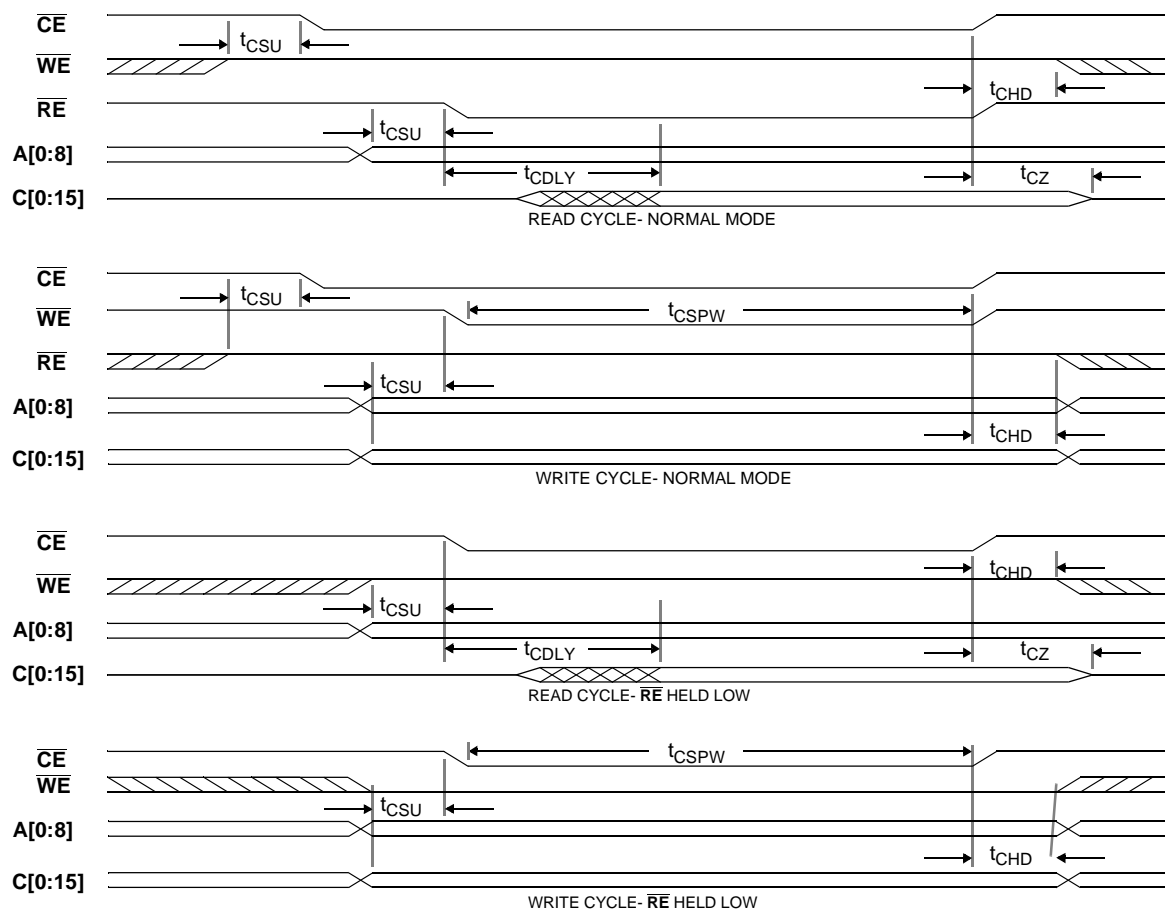 CE
tCSU
WE
tCHD
RE
tCSU
A[0:8]
tCDLY
tCZ
C[0:15]
READ CYCLE- NORMAL MODE
CE
tCSU
WE
tCSPW
RE
tCSU
A[0:8]
tCHD
C[0:15]
WRITE CYCLE- NORMAL MODE
CE
WE
tCHD
tCSU
A[0:8]
tCDLY
tCZ
C[0:15]
READ CYCLE- RE HELD LOW
CE
tCSPW
WE
tCSU
A[0:8]
tCHD
C[0:15]
WRITE CYCLE- RE HELD LOW